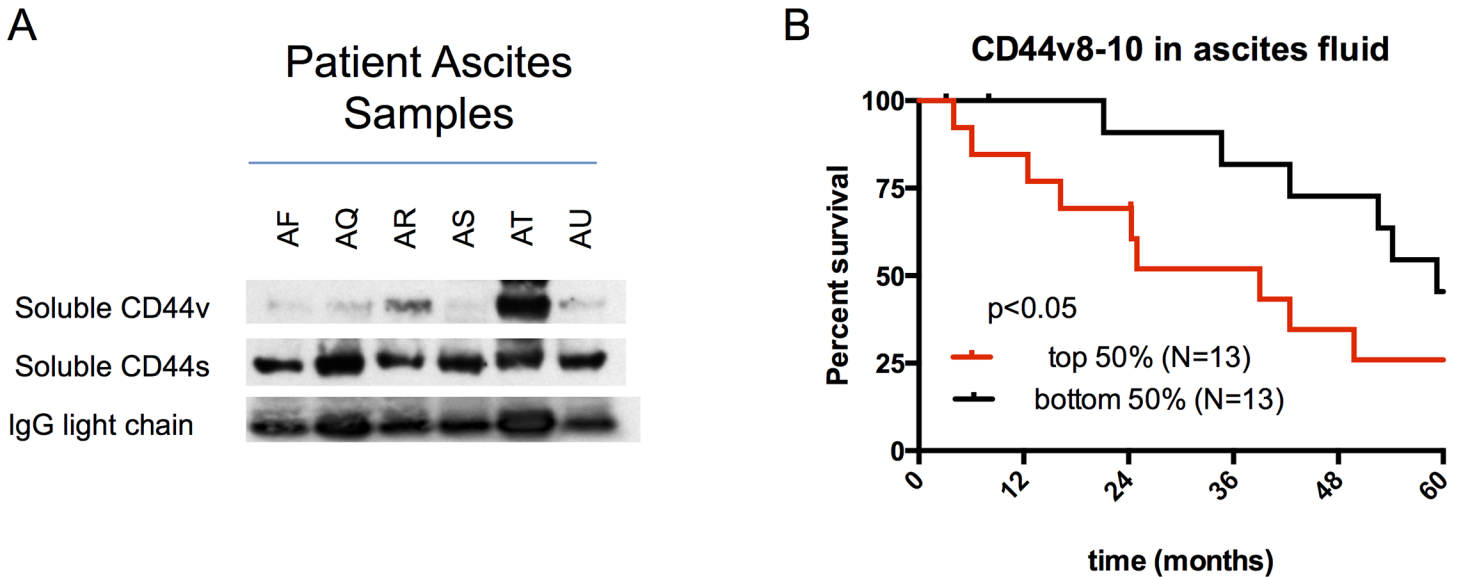 A
Patient Ascites
Samples
AF
AQ
AR
AS
AT
AU
Soluble CD44v
Soluble CD44s
IgG light chain
B
CD44v8-10 in ascites fluid
Percent survival
100
75
50
25
0
p<0.05
top 50% (N=13)
bottom 50% (N=13)
0
12
24
36
48
60
time (months)